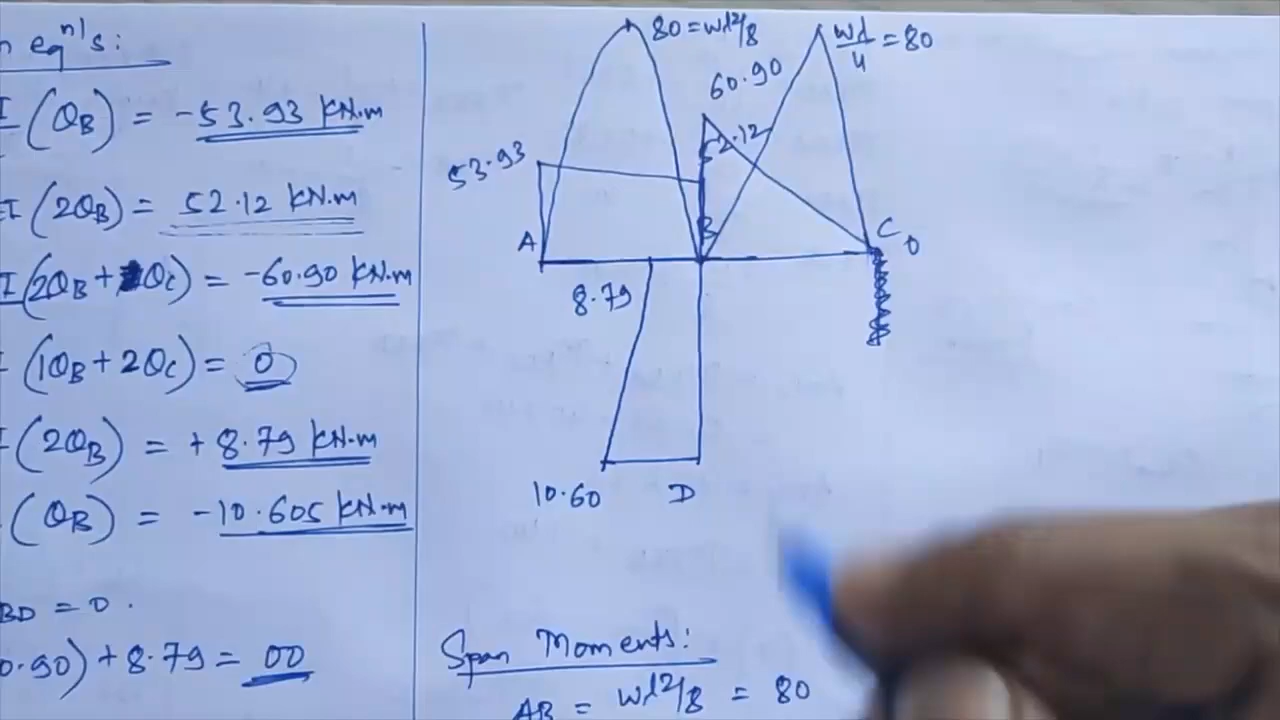 n eqⁿ/s:
I(θB) = -53.93 kN.m
EI(2θB) = 52.12 kN.m
I(2θB + θC) = -60.90 kN.m
(1θB + 2θC) = 0
I(2θB) = +8.79 kN.m
(θB) = -10.605 kN.m
BD = 0.
0.90) + 8.79 = 00
80 = wl²/8
wl/4 = 80
60.90
52.12
53.93
A
B
C 0
8.79
10.60 D
Span Moments:
AB = wl²/8 = 80